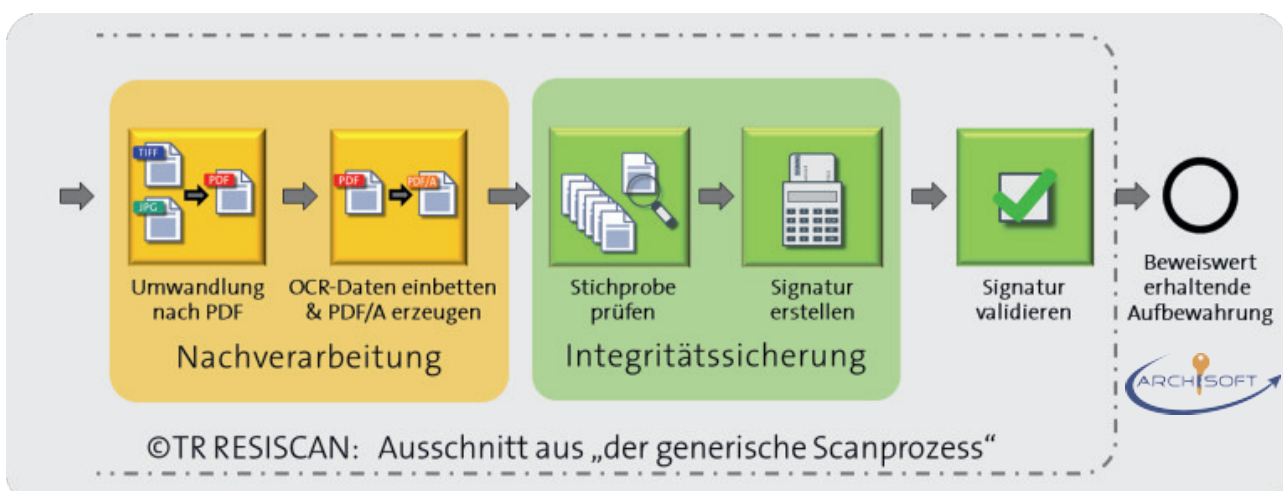 TIFF
PDF
JPG
PDF
PDF/A
Umwandlung
nach PDF
OCR-Daten einbetten
& PDF/A erzeugen
Nachverarbeitung
Stichprobe
prüfen
Signatur
erstellen
Integritätssicherung
Signatur
validieren
Beweiswert
erhaltende
Aufbewahrung
ARCHISOFT
©TR RESISCAN: Ausschnitt aus „der generische Scanprozess“